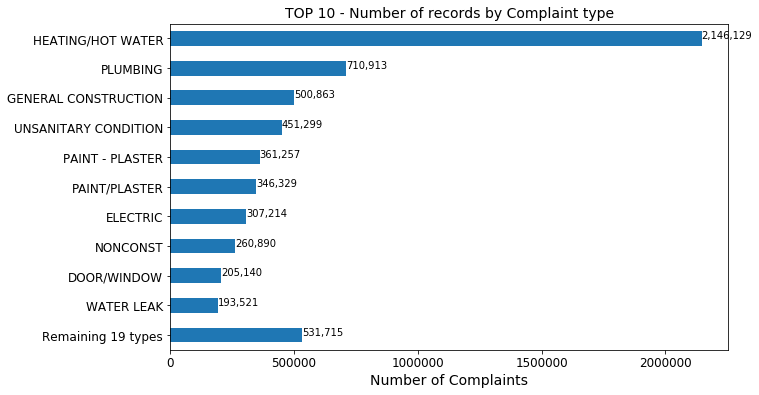 TOP 10 - Number of records by Complaint type
HEATING/HOT WATER 2,146,129
PLUMBING 710,913
GENERAL CONSTRUCTION 500,863
UNSANITARY CONDITION 451,299
PAINT - PLASTER 361,257
PAINT/PLASTER 346,329
ELECTRIC 307,214
NONCONST 260,890
DOOR/WINDOW 205,140
WATER LEAK 193,521
Remaining 19 types 531,715
0 500000 1000000 1500000 2000000
Number of Complaints